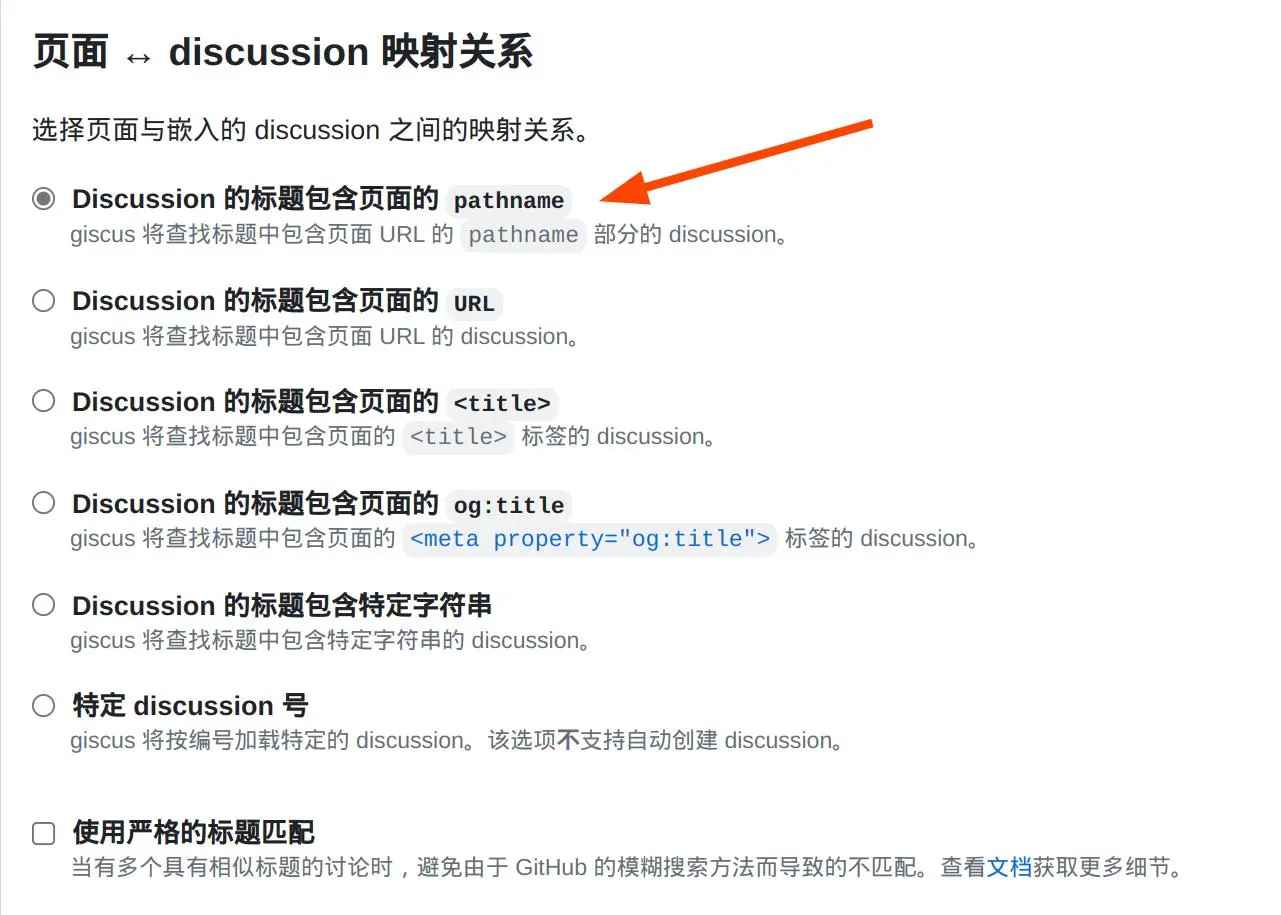 页面 ↔ discussion 映射关系
选择页面与嵌入的 discussion 之间的映射关系。
Discussion 的标题包含页面的 pathname
giscus 将查找标题中包含页面 URL 的 pathname 部分的 discussion。
Discussion 的标题包含页面的 URL
giscus 将查找标题中包含页面 URL 的 discussion。
Discussion 的标题包含页面的 <title>
giscus 将查找标题中包含页面的 <title> 标签的 discussion。
Discussion 的标题包含页面的 og:title
giscus 将查找标题中包含页面的 <meta property="og:title"> 标签的 discussion。
Discussion 的标题包含特定字符串
giscus 将查找标题中包含特定字符串的 discussion。
特定 discussion 号
giscus 将按编号加载特定的 discussion。该选项不支持自动创建 discussion。
使用严格的标题匹配
当有多个具有相似标题的讨论时，避免由于 GitHub 的模糊搜索方法而导致的不匹配。查看文档获取更多细节。